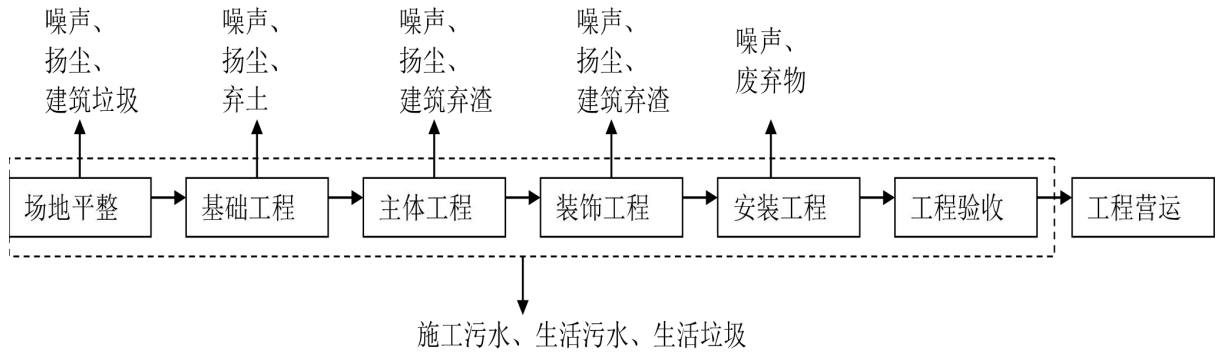 噪声、
扬尘、
建筑垃圾
噪声、
扬尘、
弃土
噪声、
扬尘、
建筑弃渣
噪声、
扬尘、
建筑弃渣
噪声、
废弃物
场地平整
基础工程
主体工程
装饰工程
安装工程
工程验收
工程营运
施工污水、生活污水、生活垃圾